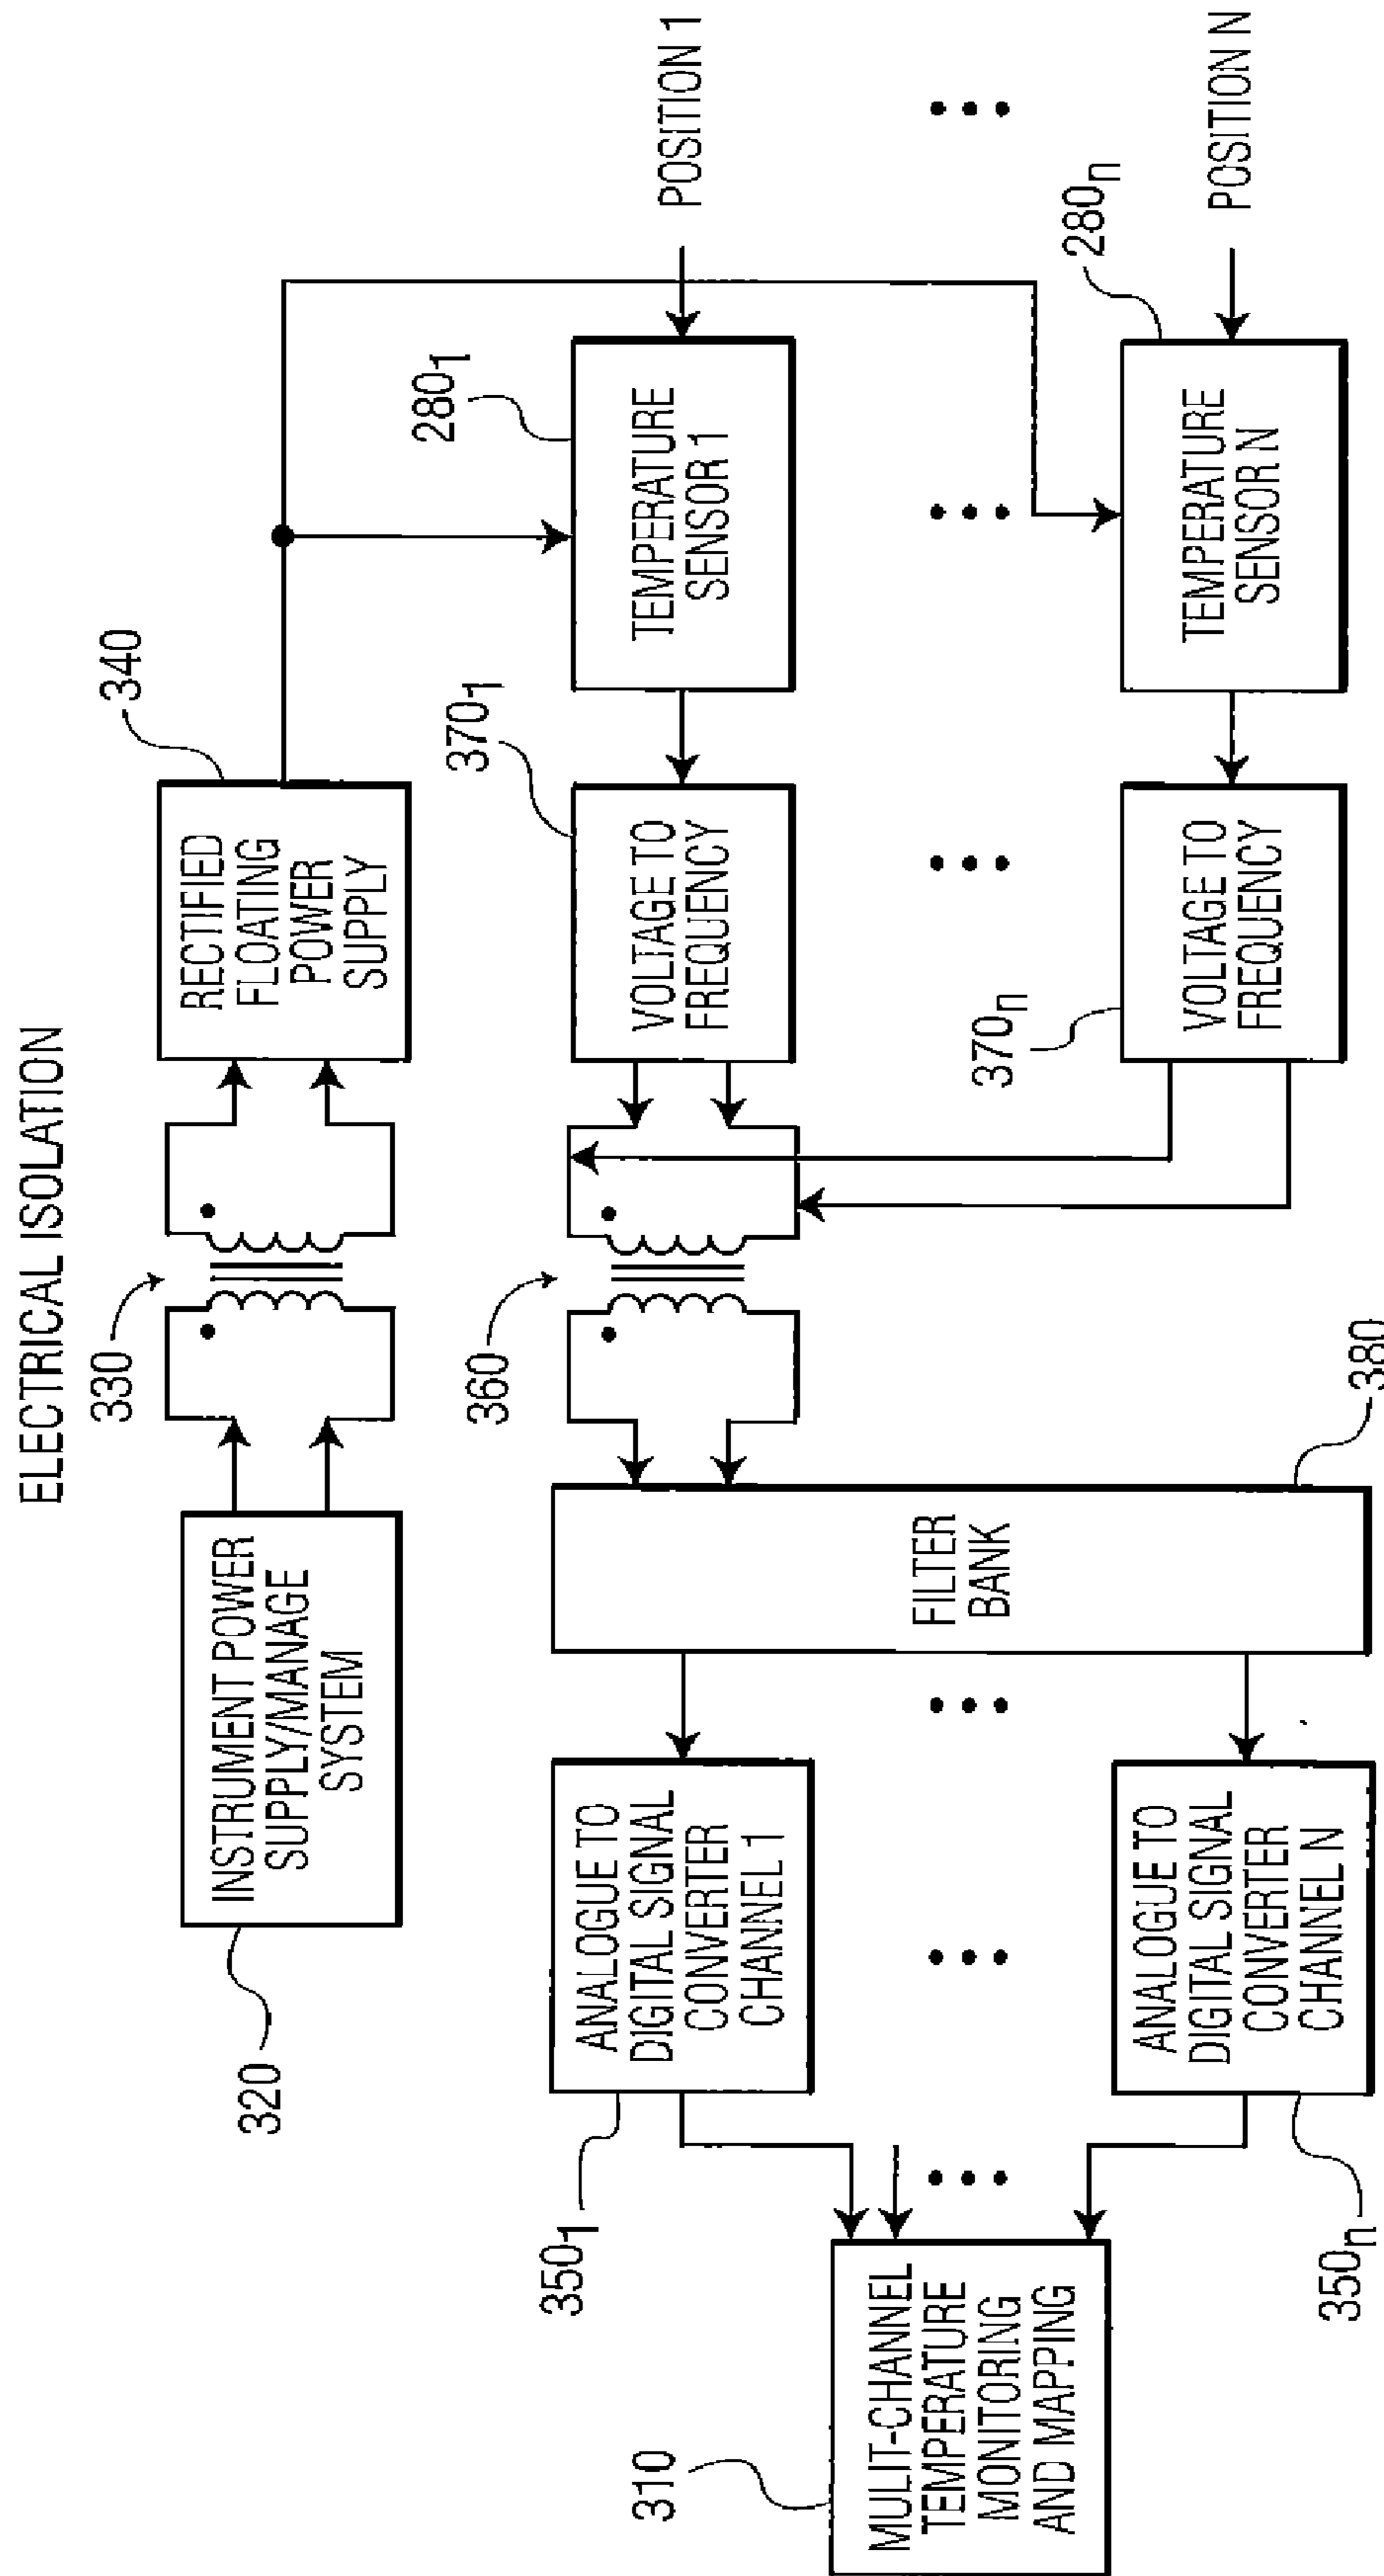 ELECTRICAL ISOLATION
320
INSTRUMENT POWER
SUPPLY/MANAGE
SYSTEM
330
340
RECTIFIED
FLOATING
POWER
SUPPLY
310
MULIT-CHANNEL
TEMPERATURE
MONITORING
AND MAPPING
350₁
ANALOGUE TO
DIGITAL SIGNAL
CONVERTER
CHANNEL 1
360
370₁
VOLTAGE TO
FREQUENCY
280₁
TEMPERATURE
SENSOR 1
POSITION 1
FILTER
BANK
380
350ₙ
ANALOGUE TO
DIGITAL SIGNAL
CONVERTER
CHANNEL N
370ₙ
VOLTAGE TO
FREQUENCY
280ₙ
TEMPERATURE
SENSOR N
POSITION N